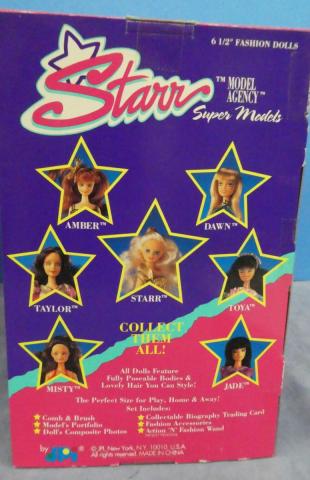 6 1/2" FASHION DOLLS
Starr™ MODEL
AGENCY™
Super Models
AMBER™
DAWN™
TAYLOR™
STARR™
TOYA™
COLLECT
THEM
ALL!
MISTY™
JADE™
All Dolls Feature
Fully Poseable Bodies &
Lovely Hair You Can Style!
The Perfect Size for Play, Home & Away!
Set Includes:
★ Comb & Brush
★ Model's Portfolio
★ Doll's Composite Photos
★ Collectable Biography Trading Card
★ Fashion Accessories
★ Action 'N' Fashion Wand
by JPI
© JPI, New York, N.Y. 10010, U.S.A.
All rights reserved. MADE IN CHINA